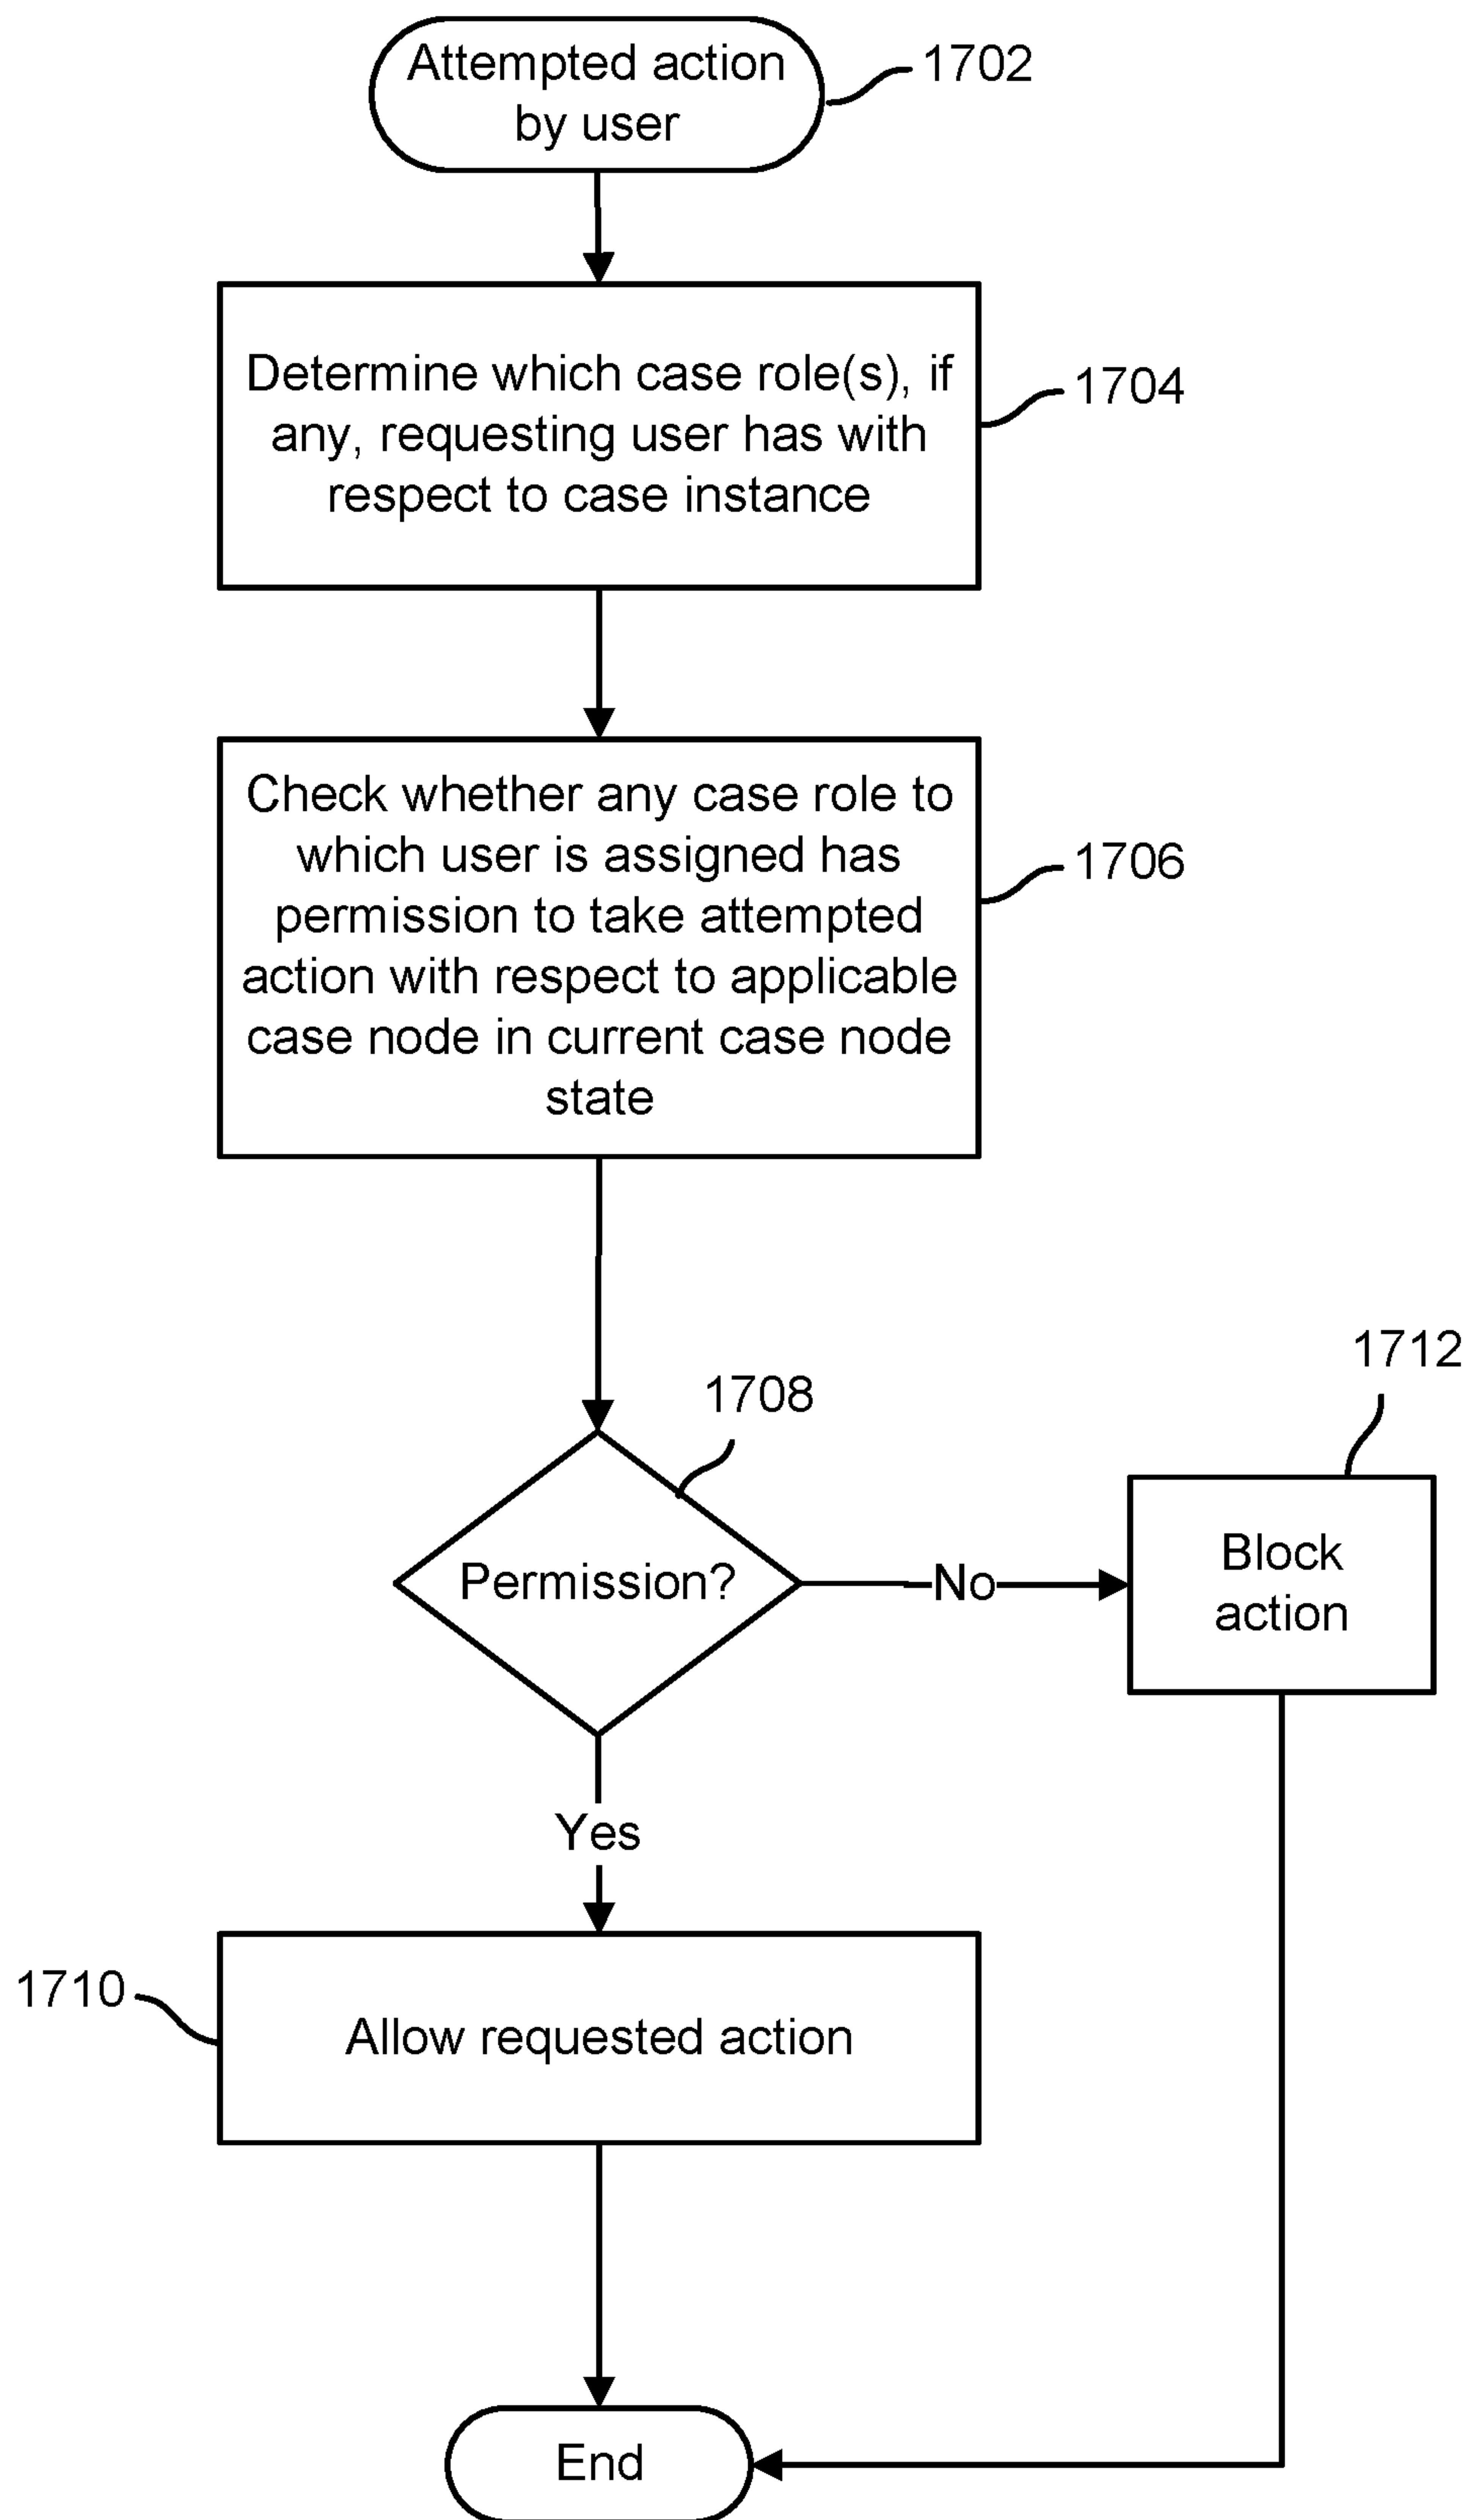 Attempted action
by user
1702
Determine which case role(s), if
any, requesting user has with
respect to case instance
1704
Check whether any case role to
which user is assigned has
permission to take attempted
action with respect to applicable
case node in current case node
state
1706
1708
Permission?
No
1712
Block
action
Yes
1710
Allow requested action
End